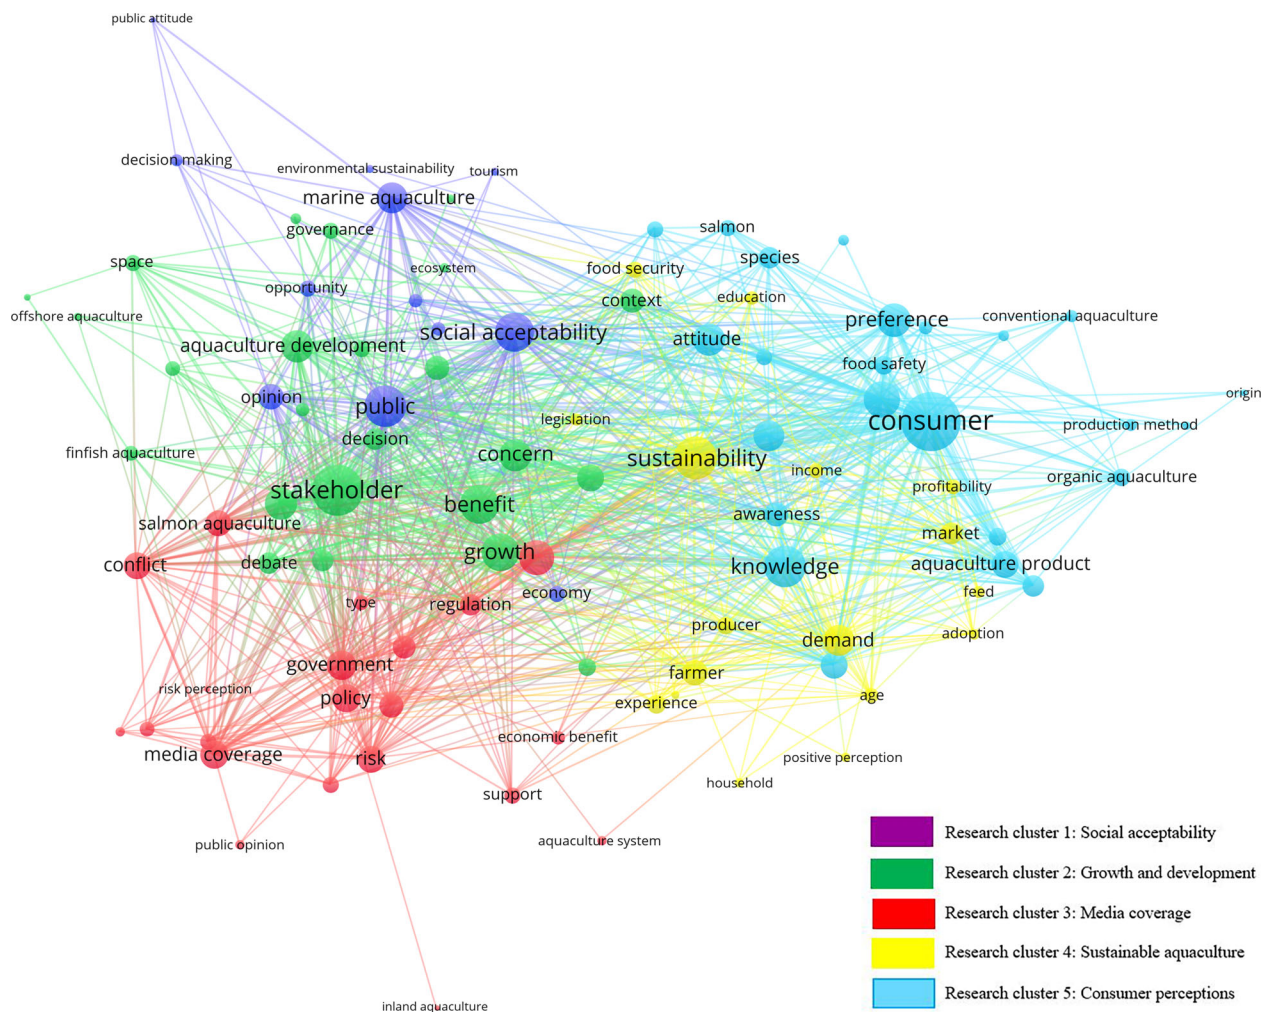 public attitude
decision making
environmental sustainability
tourism
marine aquaculture
governance
salmon
species
space
ecosystem
food security
opportunity
context
education
offshore aquaculture
social acceptability
preference
conventional aquaculture
aquaculture development
attitude
food safety
opinion
public
origin
legislation
consumer
production method
decision
finfish aquaculture
concern
sustainability
income
organic aquaculture
stakeholder
profitability
benefit
salmon aquaculture
awareness
market
growth
conflict
debate
knowledge
aquaculture product
economy
feed
type
regulation
producer
adoption
demand
government
farmer
risk perception
policy
experience
age
economic benefit
media coverage
risk
positive perception
household
support
public opinion
aquaculture system
inland aquaculture
Research cluster 1: Social acceptability
Research cluster 2: Growth and development
Research cluster 3: Media coverage
Research cluster 4: Sustainable aquaculture
Research cluster 5: Consumer perceptions